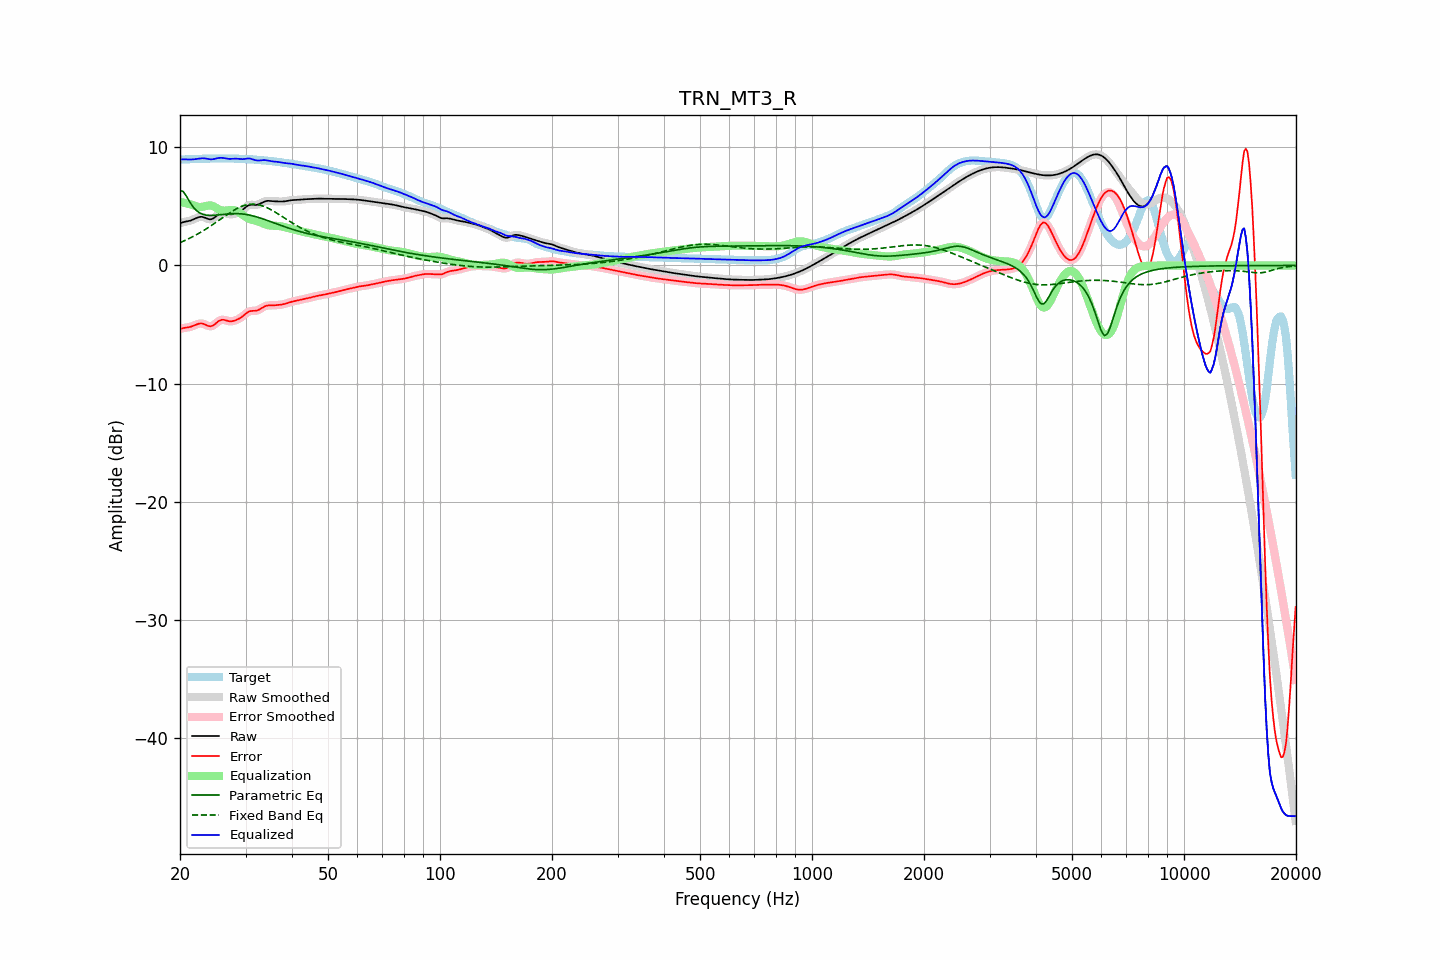 TRN_MT3_R
Amplitude (dBr)
10
0
−10
−20
−30
−40
Target
Raw Smoothed
Error Smoothed
Raw
Error
Equalization
Parametric Eq
Fixed Band Eq
Equalized
20 50 100 200 500 1000 2000 5000 10000 20000
Frequency (Hz)